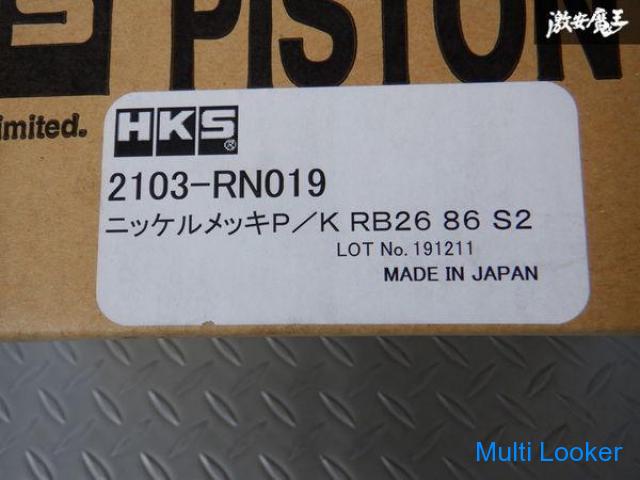 激安魔王
S PISTON
imited.
HKS®
2103-RN019
ニッケルメッキP／K RB26 86 S2
LOT No. 191211
MADE IN JAPAN
Multi Looker